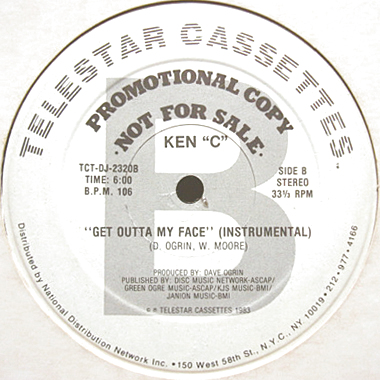 TELESTAR CASSETTES
PROMOTIONAL COPY
· NOT FOR SALE ·
B
KEN "C"
TCT-DJ-2320B
TIME: 6:00
B.P.M. 106
SIDE B
STEREO
33⅓ RPM
"GET OUTTA MY FACE" (INSTRUMENTAL)
(D. OGRIN, W. MOORE)
PRODUCED BY: DAVE OGRIN
PUBLISHED BY: DISC MUSIC NETWORK-ASCAP/
GREEN OGRE MUSIC-ASCAP/KJS MUSIC-BMI/
JANION MUSIC-BMI
© ℗ TELESTAR CASSETTES 1983
Distributed by National Distribution Network Inc. • 150 West 58th St., N.Y.C., NY 10019 • 212 • 977 • 4166